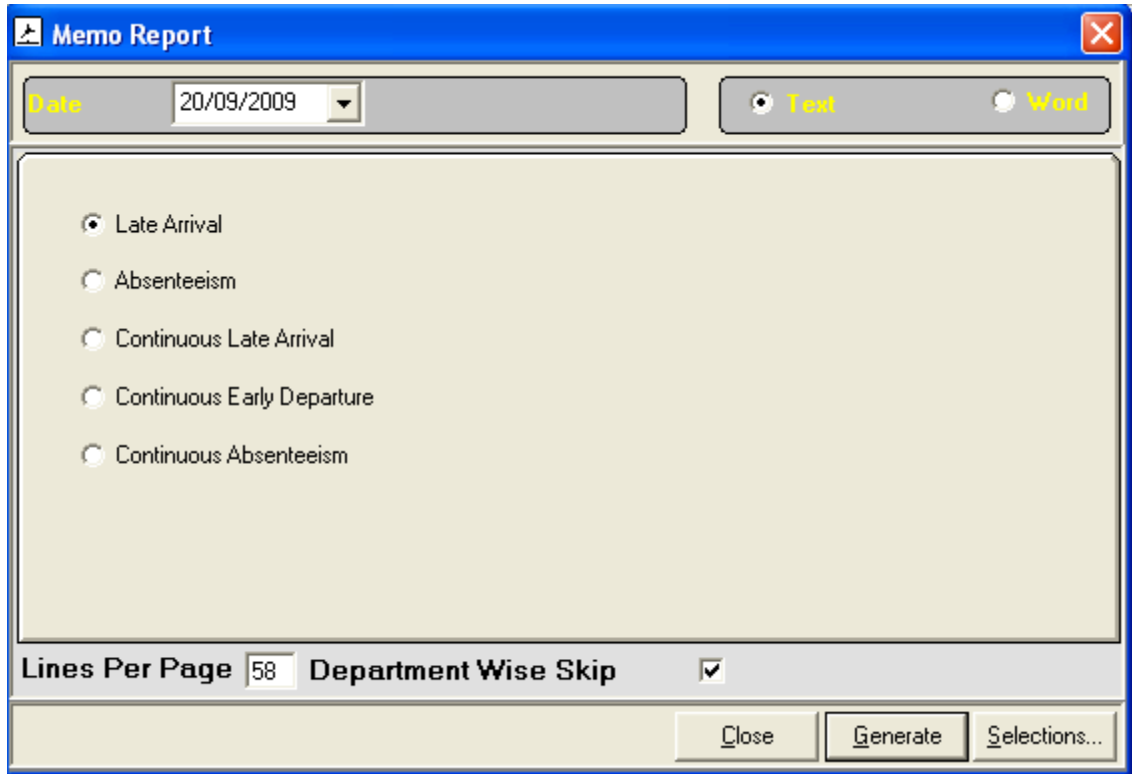 Memo Report
Date 20/09/2009 Text Word
Late Arrival
Absenteeism
Continuous Late Arrival
Continuous Early Departure
Continuous Absenteeism
Lines Per Page 58 Department Wise Skip
Close Generate Selections...